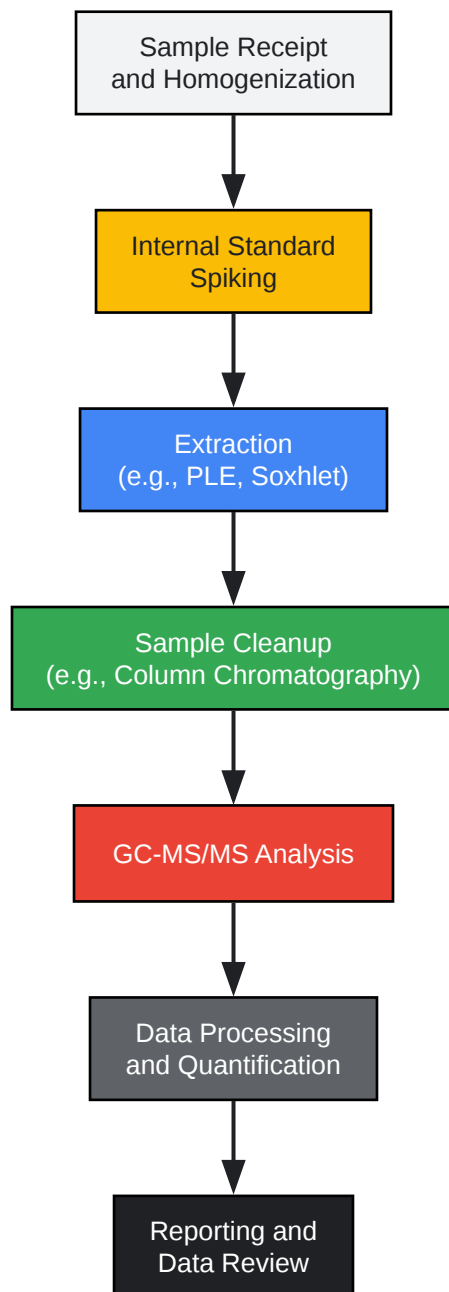 Sample Receipt
and Homogenization
Internal Standard
Spiking
Extraction
(e.g., PLE, Soxhlet)
Sample Cleanup
(e.g., Column Chromatography)
GC-MS/MS Analysis
Data Processing
and Quantification
Reporting and
Data Review